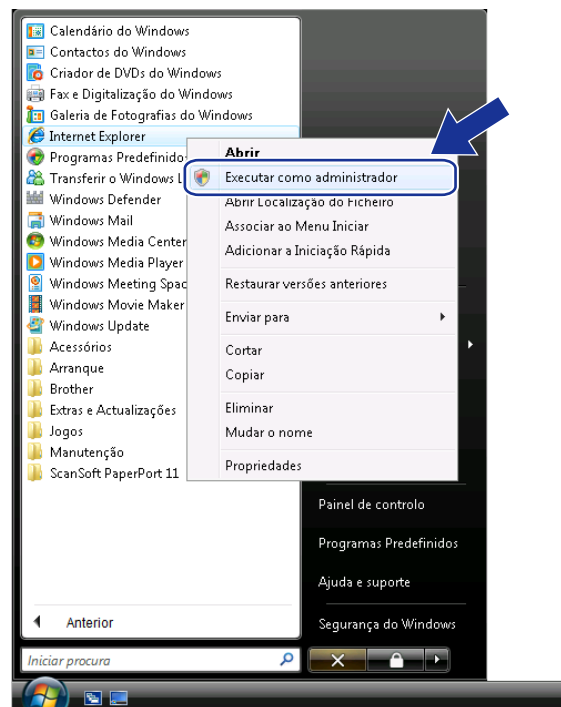 Calendário do Windows
Contactos do Windows
Criador de DVDs do Windows
Fax e Digitalização do Windows
Galeria de Fotografias do Windows
Internet Explorer
Programas Predefinido
Transferir o Windows L
Windows Defender
Windows Mail
Windows Media Center
Windows Media Player
Windows Meeting Spac
Windows Movie Maker
Windows Update
Acessórios
Arranque
Brother
Extras e Actualizações
Jogos
Manutenção
ScanSoft PaperPort 11
Anterior
Iniciar procura
Abrir
Executar como administrador
Abrir Localização do Ficheiro
Associar ao Menu Iniciar
Adicionar a Iniciação Rápida
Restaurar versões anteriores
Enviar para
Cortar
Copiar
Eliminar
Mudar o nome
Propriedades
Painel de controlo
Programas Predefinidos
Ajuda e suporte
Segurança do Windows